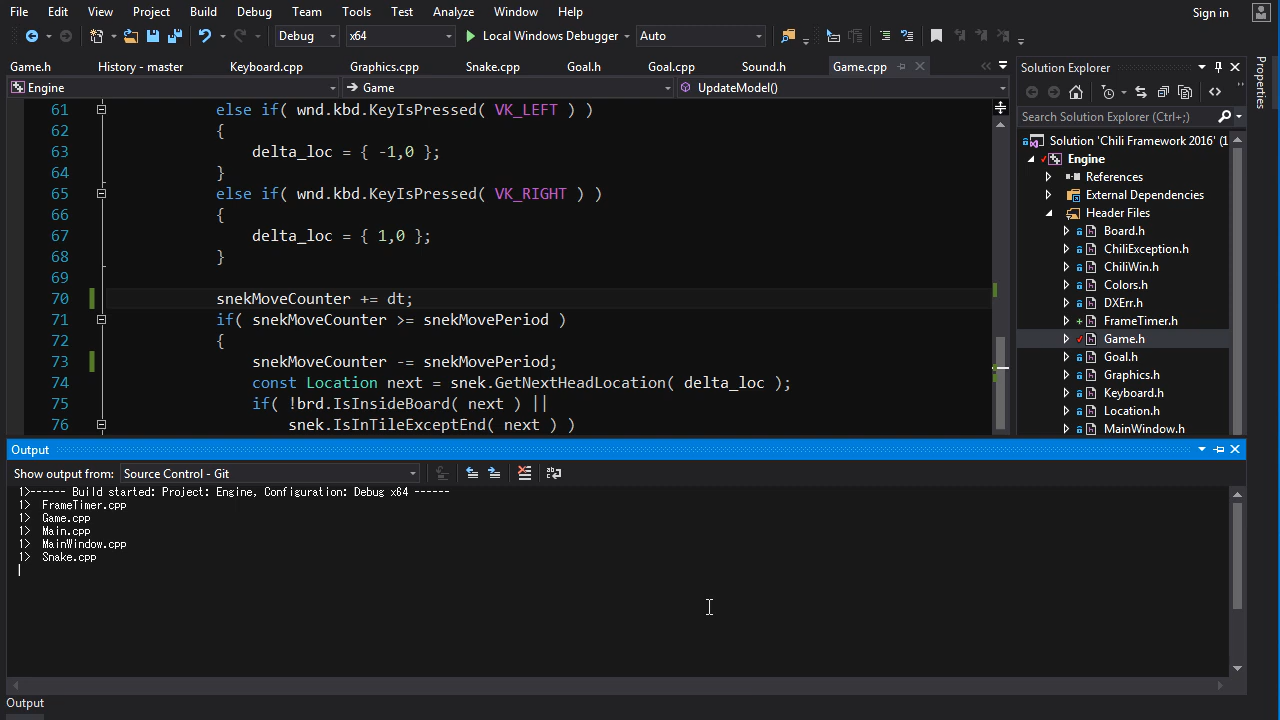 File Edit View Project Build Debug Team Tools Test Analyze Window Help
Sign in
Debug x64 Local Windows Debugger Auto
Game.h History - master Keyboard.cpp Graphics.cpp Snake.cpp Goal.h Goal.cpp Sound.h Game.cpp
Engine Game UpdateModel()
61 else if( wnd.kbd.KeyIsPressed( VK_LEFT ) )
62 {
63 delta_loc = { -1,0 };
64 }
65 else if( wnd.kbd.KeyIsPressed( VK_RIGHT ) )
66 {
67 delta_loc = { 1,0 };
68 }
69
70 snekMoveCounter += dt;
71 if( snekMoveCounter >= snekMovePeriod )
72 {
73 snekMoveCounter -= snekMovePeriod;
74 const Location next = snek.GetNextHeadLocation( delta_loc );
75 if( !brd.IsInsideBoard( next ) ||
76 snek.IsInTileExceptEnd( next ) )
Solution Explorer
Search Solution Explorer (Ctrl+;)
Solution 'Chili Framework 2016' (1
Engine
References
External Dependencies
Header Files
Board.h
ChiliException.h
ChiliWin.h
Colors.h
DXErr.h
FrameTimer.h
Game.h
Goal.h
Graphics.h
Keyboard.h
Location.h
MainWindow.h
Properties
Output
Show output from: Source Control - Git
1>------ Build started: Project: Engine, Configuration: Debug x64 ------
1> FrameTimer.cpp
1> Game.cpp
1> Main.cpp
1> MainWindow.cpp
1> Snake.cpp
Output